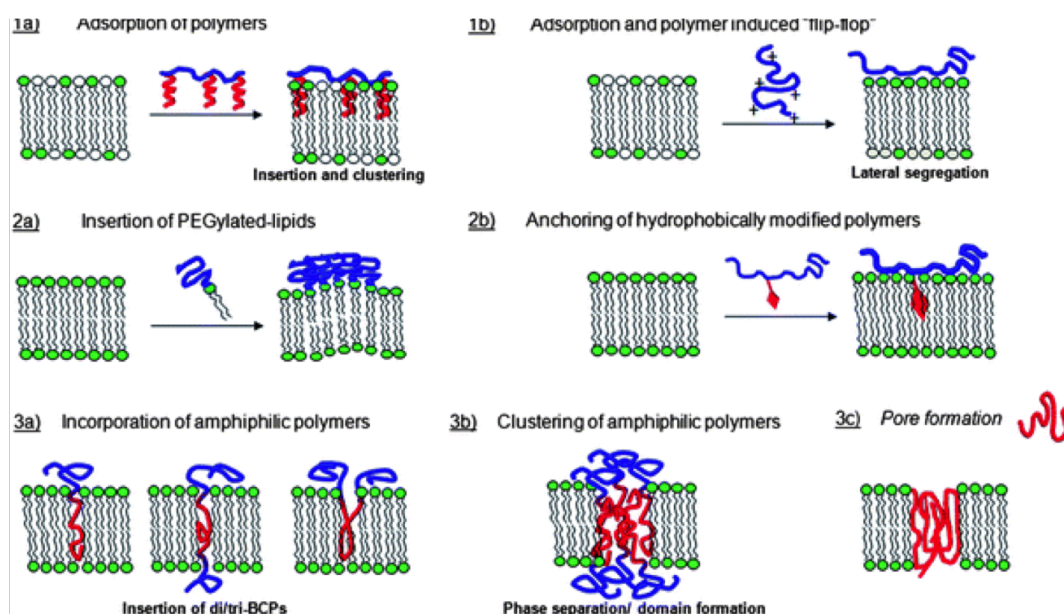 1a) Adsorption of polymers
1b) Adsorption and polymer induced "flip-flop"
+
+
+
+
+
Insertion and clustering
Lateral segregation
2a) Insertion of PEGylated-lipids
2b) Anchoring of hydrophobically modified polymers
3a) Incorporation of amphiphilic polymers
3b) Clustering of amphiphilic polymers
3c) Pore formation
Insertion of di/tri-BCPs
Phase separation/ domain formation